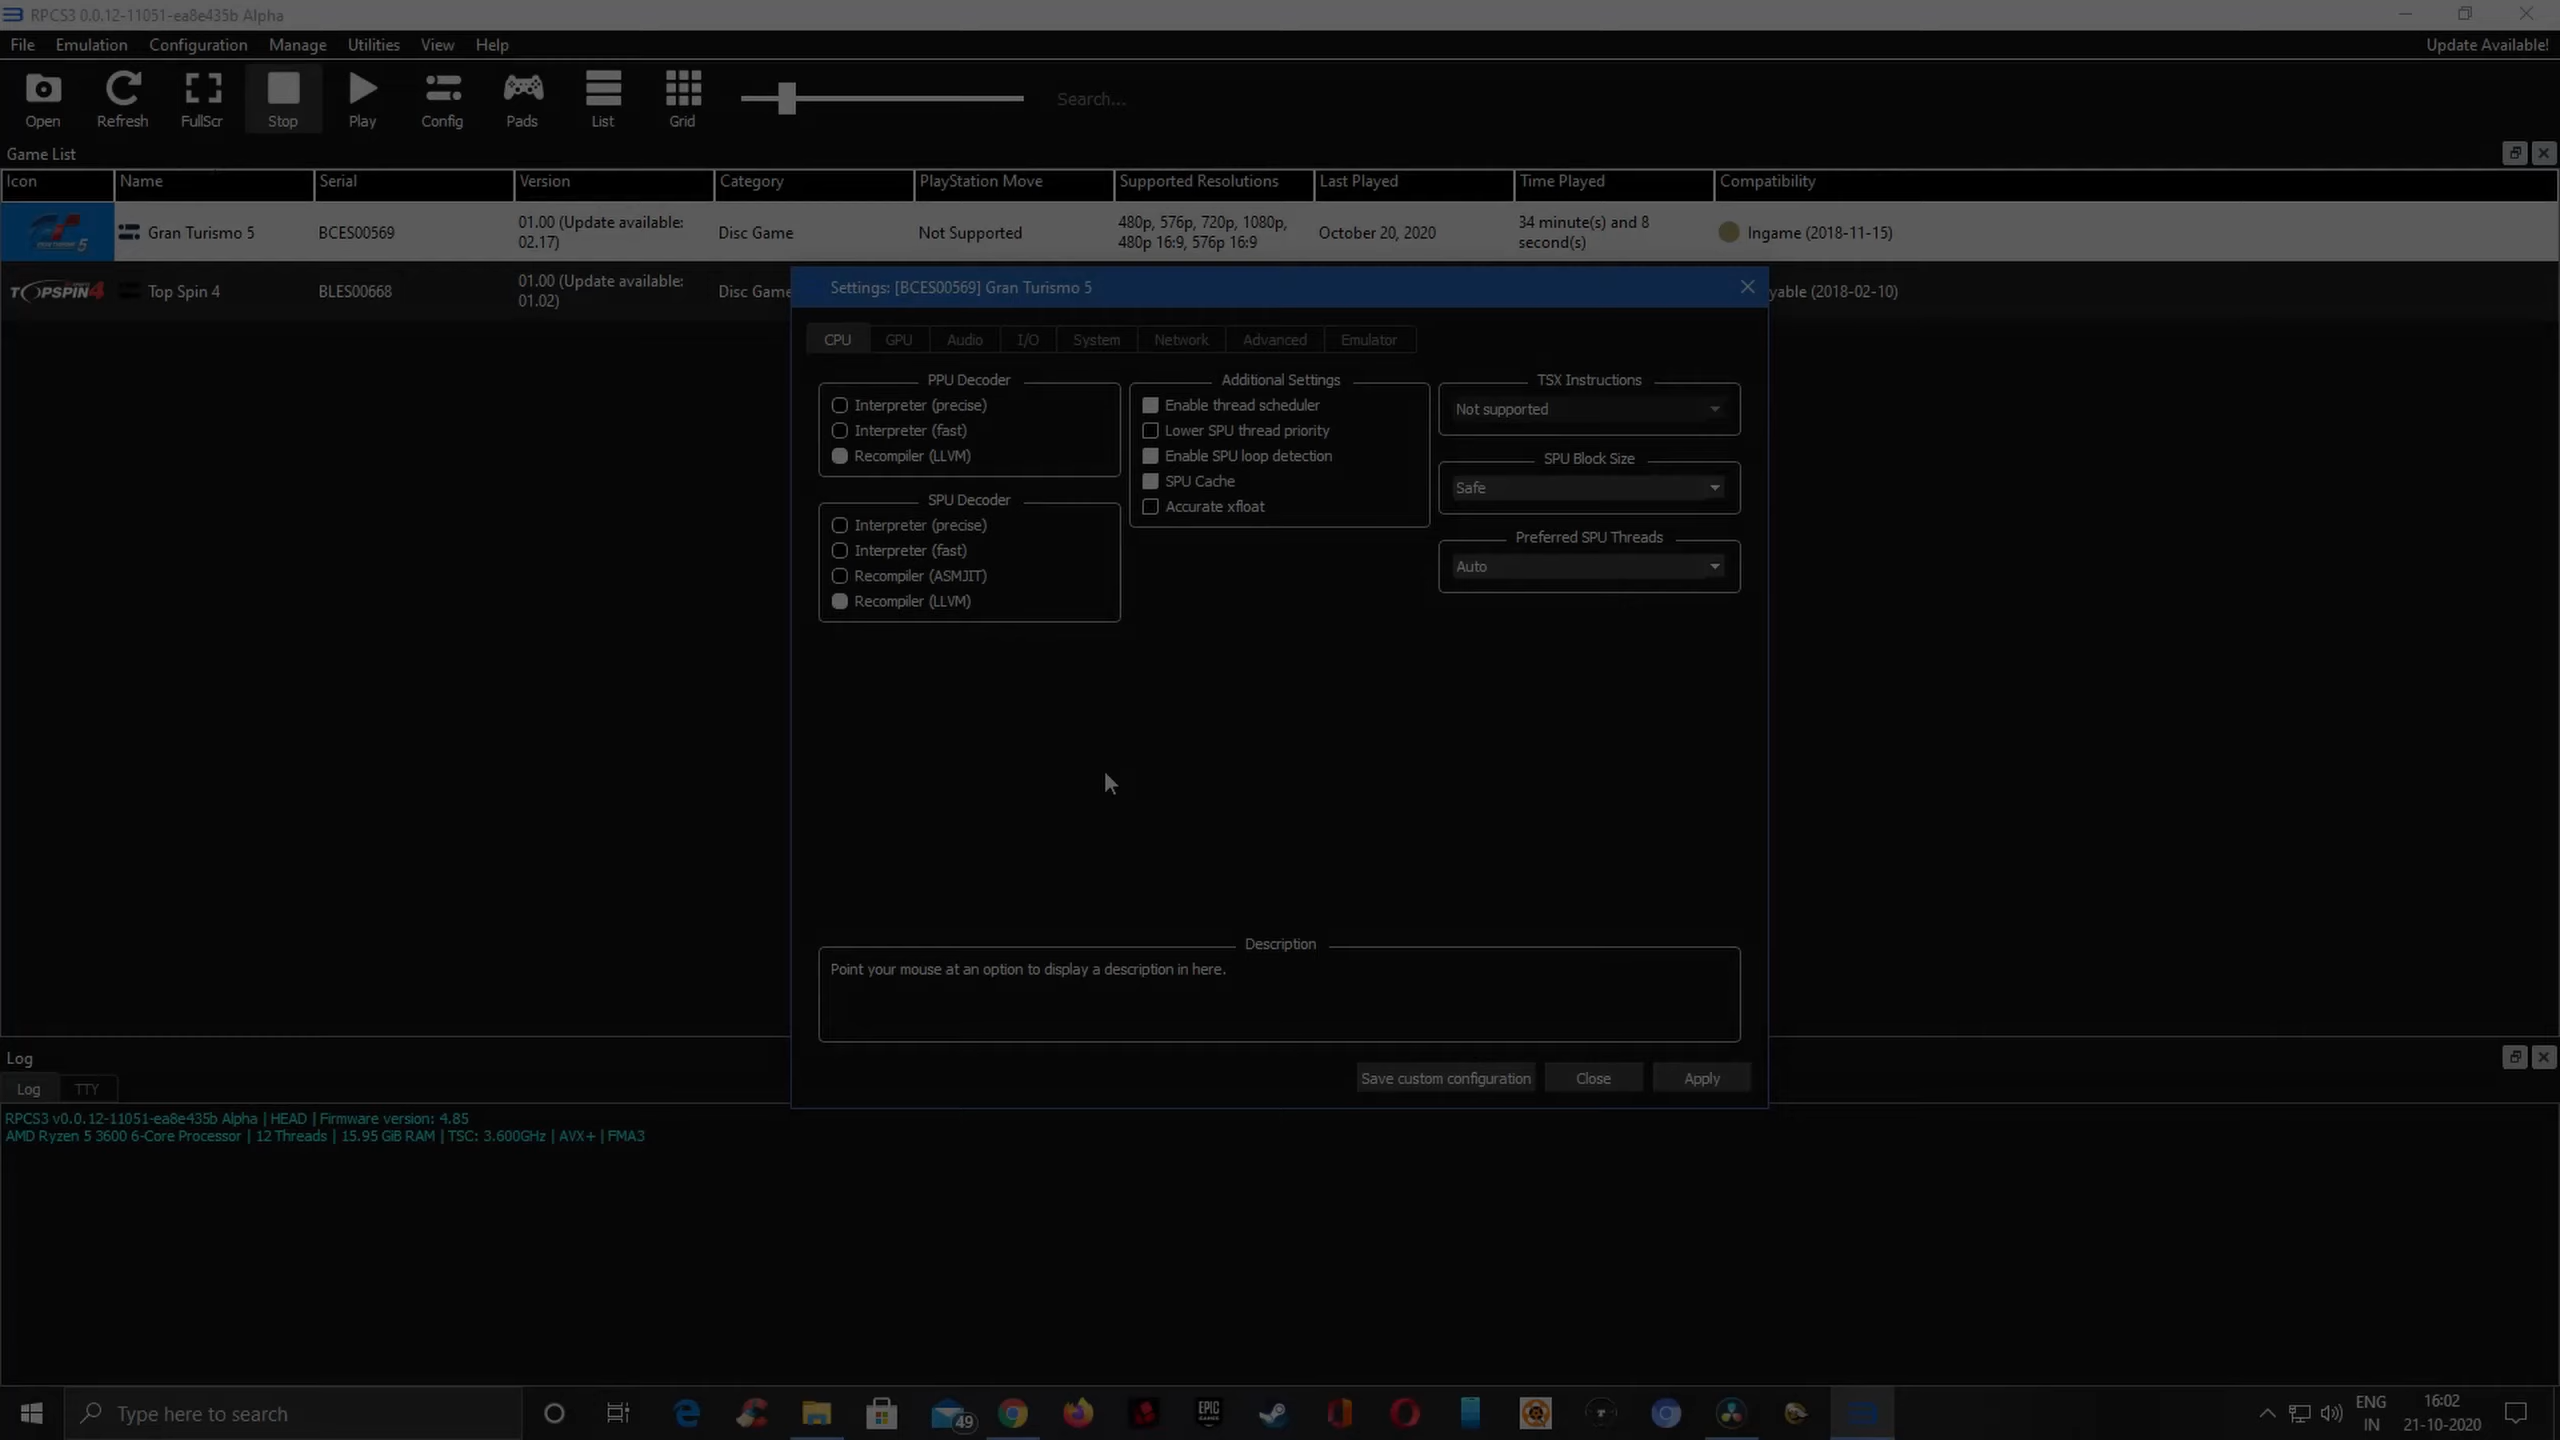 RPCS3 0.0.12-11051-ea8e435b Alpha
File Emulation Configuration Manage Utilities View Help Update Available!
Open Refresh FullScr Stop Play Config Pads List Grid Search...
Game List
Icon Name Serial Version Category PlayStation Move Supported Resolutions Last Played Time Played Compatibility
Gran Turismo 5 BCES00569 01.00 (Update available: 02.17) Disc Game Not Supported 480p, 576p, 720p, 1080p, 480p 16:9, 576p 16:9 October 20, 2020 34 minute(s) and 8 second(s) Ingame (2018-11-15)
TOPSPIN4 Top Spin 4 BLES00668 01.00 (Update available: 01.02) Disc Game yable (2018-02-10)
Settings: [BCES00569] Gran Turismo 5
CPU GPU Audio I/O System Network Advanced Emulator
PPU Decoder
Interpreter (precise)
Interpreter (fast)
Recompiler (LLVM)
SPU Decoder
Interpreter (precise)
Interpreter (fast)
Recompiler (ASMJIT)
Recompiler (LLVM)
Additional Settings
Enable thread scheduler
Lower SPU thread priority
Enable SPU loop detection
SPU Cache
Accurate xfloat
TSX Instructions
Not supported
SPU Block Size
Safe
Preferred SPU Threads
Auto
Description
Point your mouse at an option to display a description in here.
Save custom configuration Close Apply
Log
Log TTY
RPCS3 v0.0.12-11051-ea8e435b Alpha | HEAD | Firmware version: 4.85
AMD Ryzen 5 3600 6-Core Processor | 12 Threads | 15.95 GiB RAM | TSC: 3.600GHz | AVX+ | FMA3
Type here to search
49
EPIC GAMES
ENG
IN
16:02
21-10-2020